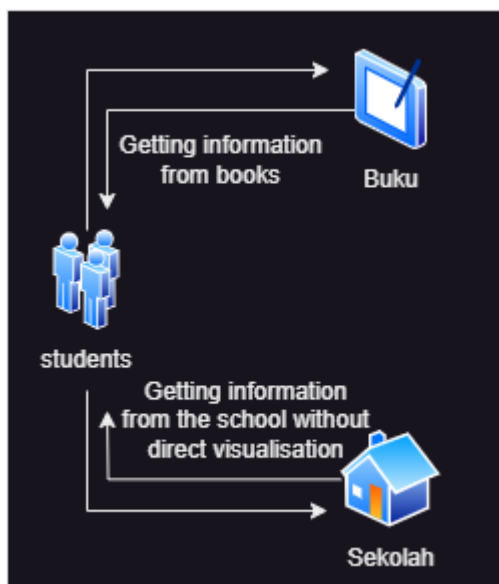 Getting information
from books
Buku
students
Getting information
from the school without
direct visualisation
Sekolah